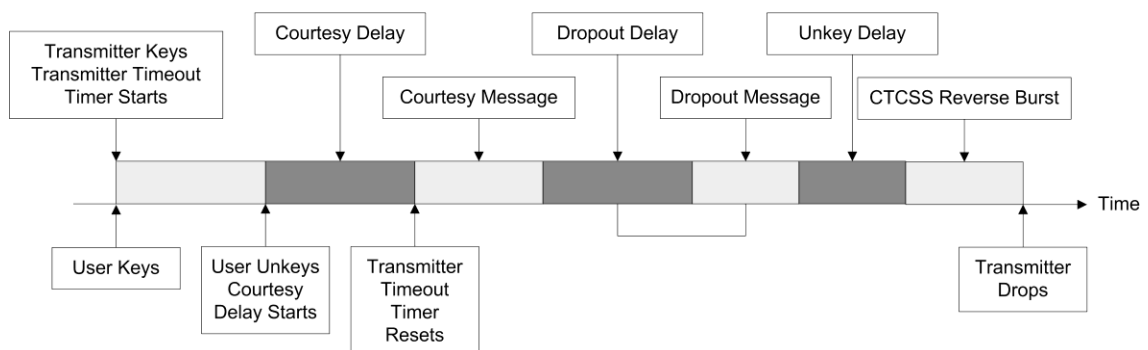 Courtesy Delay
Dropout Delay
Unkey Delay
Transmitter Keys
Transmitter Timeout
Timer Starts
Courtesy Message
Dropout Message
CTCSS Reverse Burst
Time
User Keys
User Unkeys
Courtesy
Delay Starts
Transmitter
Timeout
Timer
Resets
Transmitter
Drops